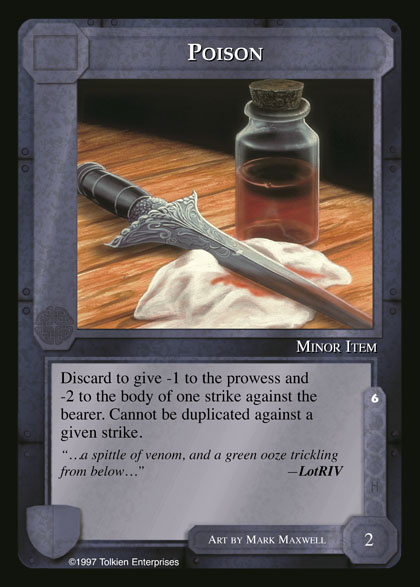 Poison
Minor Item
Discard to give -1 to the prowess and
-2 to the body of one strike against the
bearer. Cannot be duplicated against a
given strike.
6
“…a spittle of venom, and a green ooze trickling
from below…” —LotRIV
H
Art by Mark Maxwell
2
©1997 Tolkien Enterprises